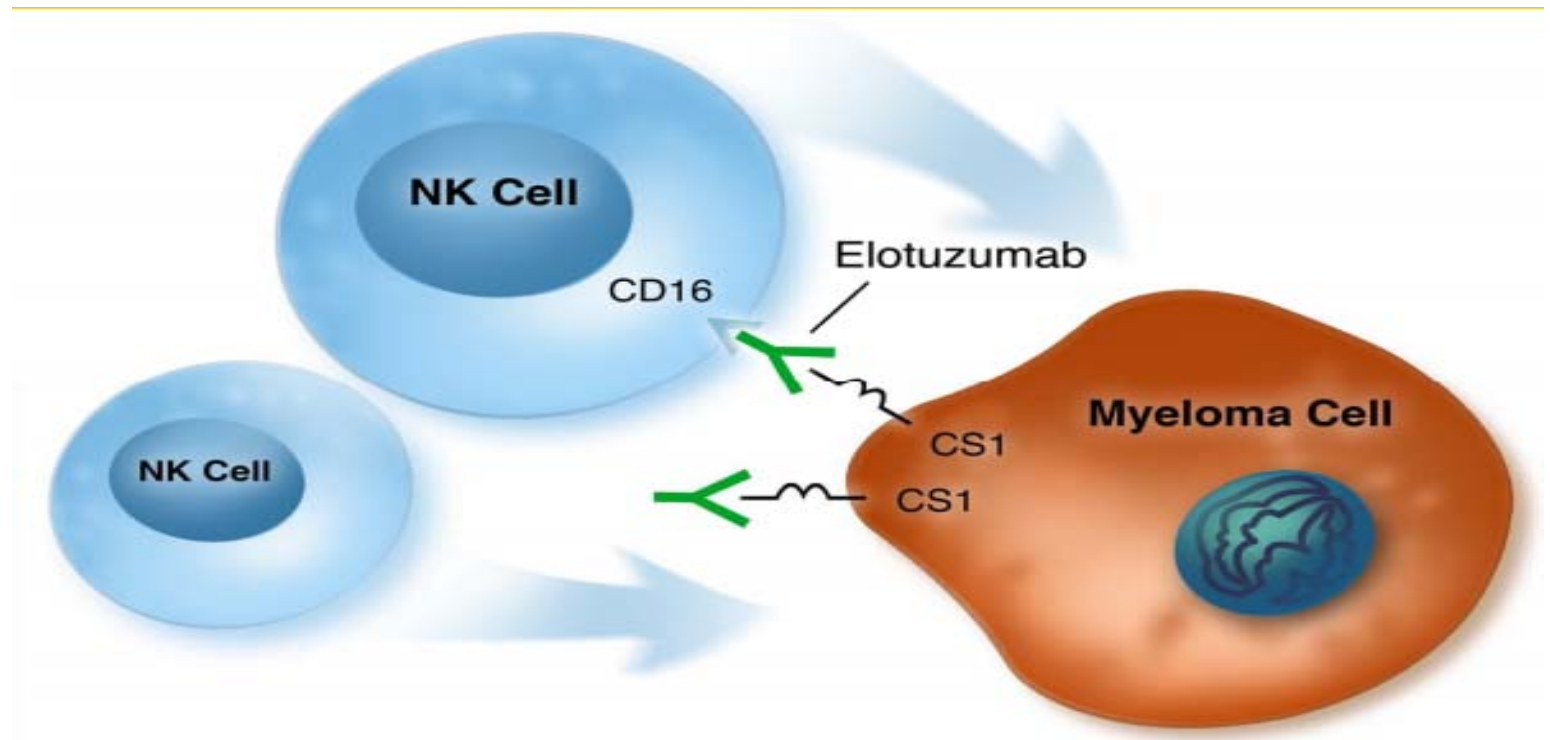 NK Cell
CD16
Elotuzumab
Myeloma Cell
CS1
NK Cell
CS1